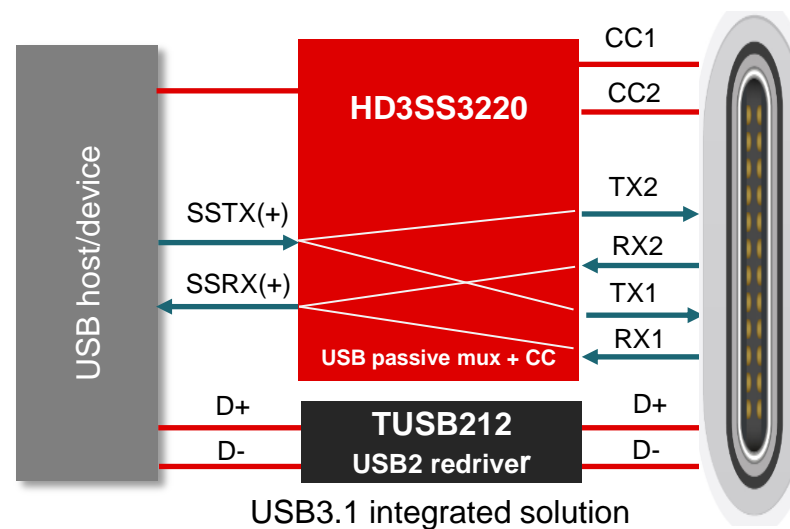 USB host/device
HD3SS3220
CC1
CC2
SSTX(+)
SSRX(+)
TX2
RX2
TX1
RX1
USB passive mux + CC
D+
D-
TUSB212
USB2 redriver
D+
D-
USB3.1 integrated solution